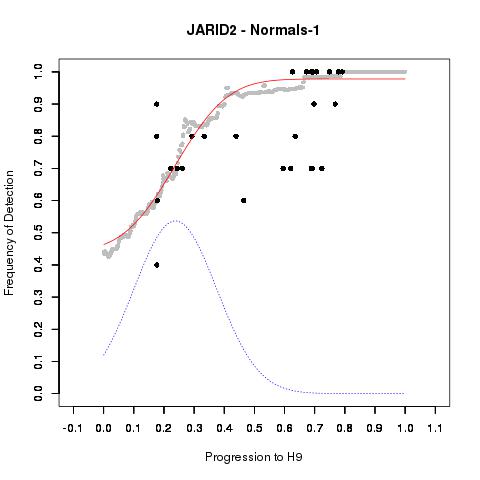 JARID2 - Normals-1
Frequency of Detection
1.0
0.9
0.8
0.7
0.6
0.5
0.4
0.3
0.2
0.1
0.0
-0.1 0.0 0.1 0.2 0.3 0.4 0.5 0.6 0.7 0.8 0.9 1.0 1.1
Progression to H9